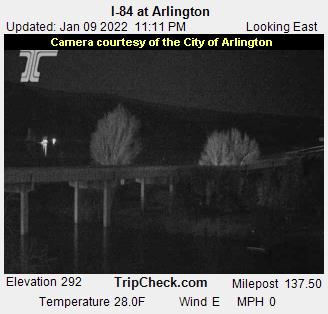 I-84 at Arlington
Updated: Jan 09 2022 11:11 PM Looking East
Camera courtesy of the City of Arlington
Elevation 292 TripCheck.com Milepost 137.50
Temperature 28.0F Wind E MPH 0